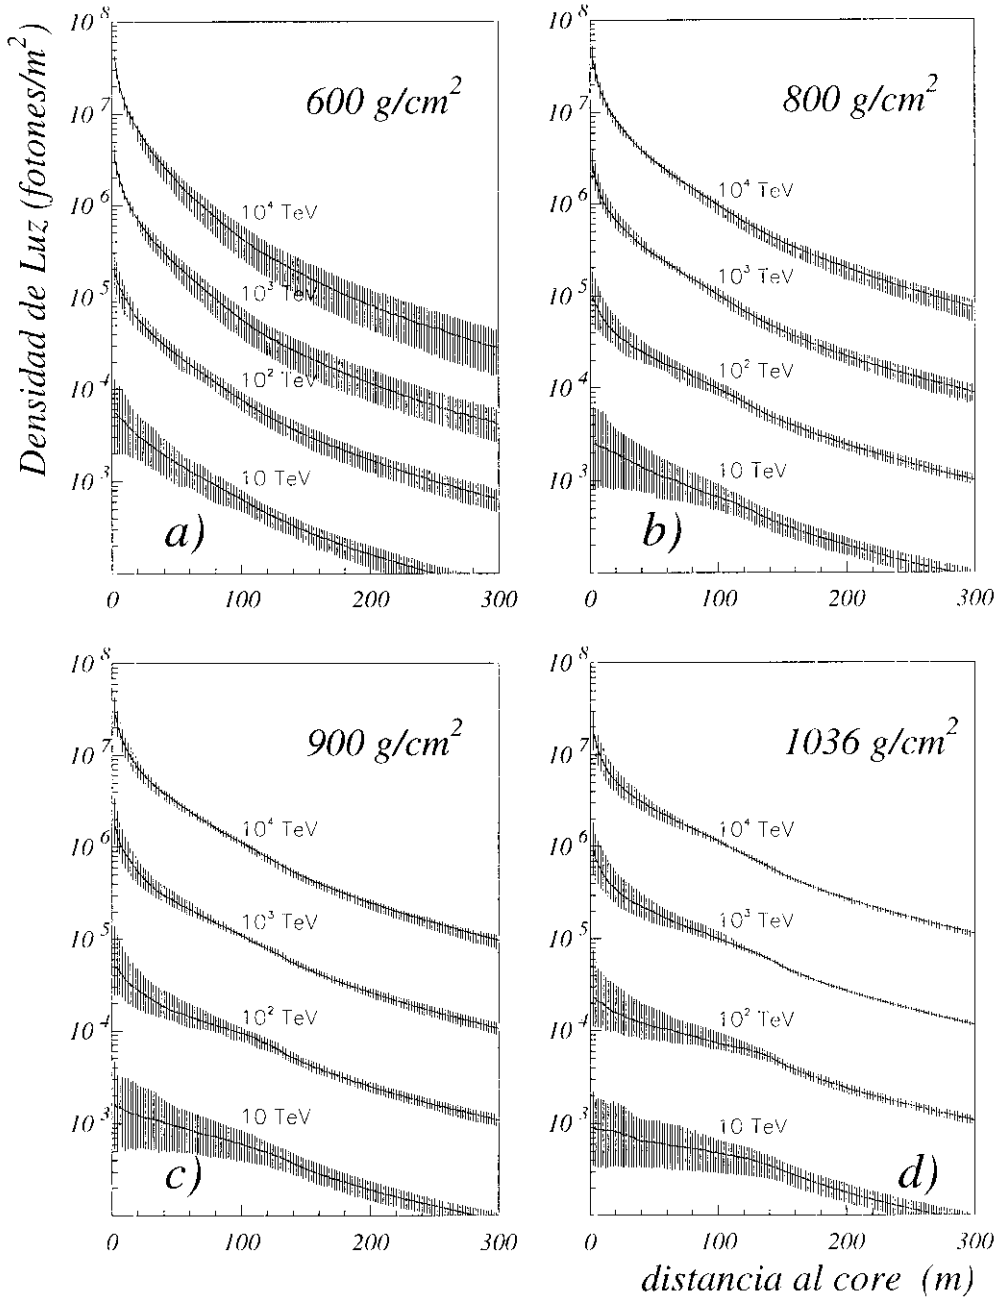 Densidad de Luz (fotones/m²)
10⁸
10⁷
10⁶
10⁵
10⁴
10³
600 g/cm²
10⁴ TeV
10³ TeV
10² TeV
10 TeV
a)
0 100 200 300
10⁸
10⁷
10⁶
10⁵
10⁴
10³
800 g/cm²
10⁴ TeV
10³ TeV
10² TeV
10 TeV
b)
0 100 200 300
10⁸
10⁷
10⁶
10⁵
10⁴
10³
900 g/cm²
10⁴ TeV
10³ TeV
10² TeV
10 TeV
c)
0 100 200 300
10⁸
10⁷
10⁶
10⁵
10⁴
10³
1036 g/cm²
10⁴ TeV
10³ TeV
10² TeV
10 TeV
d)
0 100 200 300
distancia al core (m)